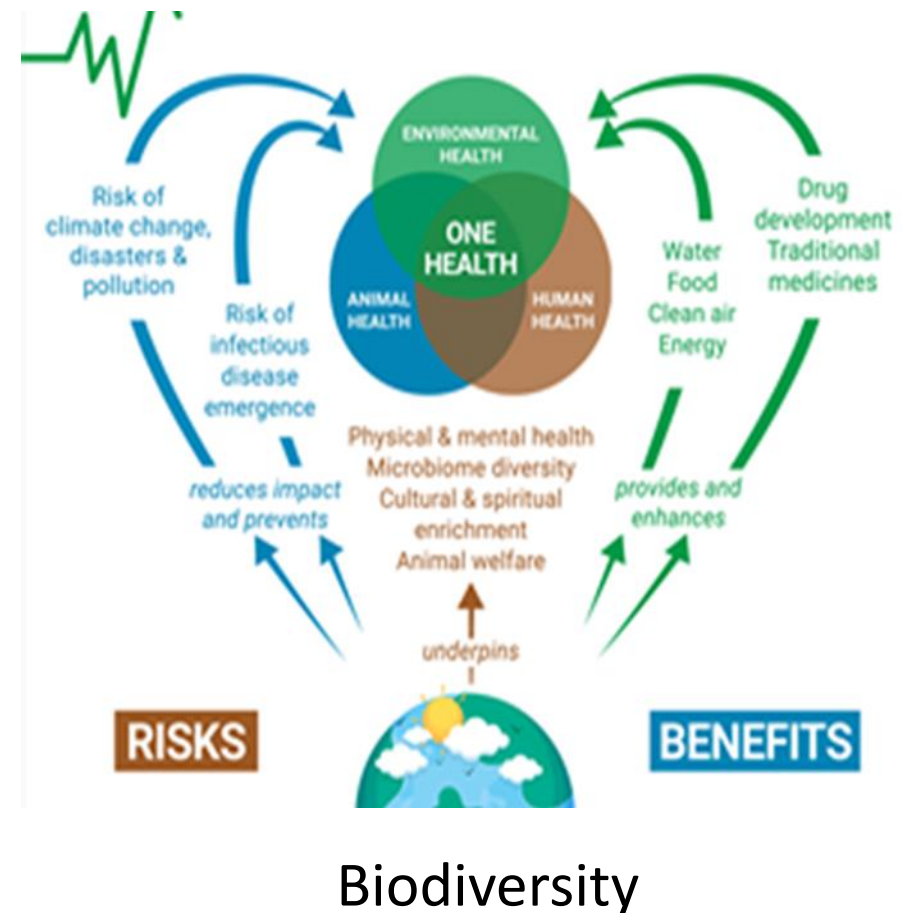 ENVIRONMENTAL
HEALTH
ONE
HEALTH
ANIMAL
HEALTH
HUMAN
HEALTH
Risk of
climate change,
disasters &
pollution
Risk of
infectious
disease
emergence
reduces impact
and prevents
Physical & mental health
Microbiome diversity
Cultural & spiritual
enrichment
Animal welfare
underpins
Water
Food
Clean air
Energy
Drug
development
Traditional
medicines
provides and
enhances
RISKS
BENEFITS
Biodiversity